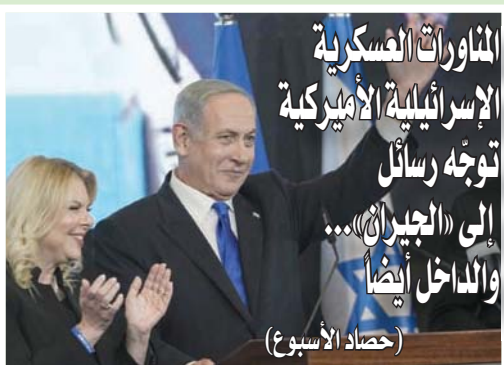 المناورات العسكرية
الإسرائيلية الأميركية
توجّه رسائل
إلى «الجيران»...
والداخل أيضاً
(حصاد الأسبوع)